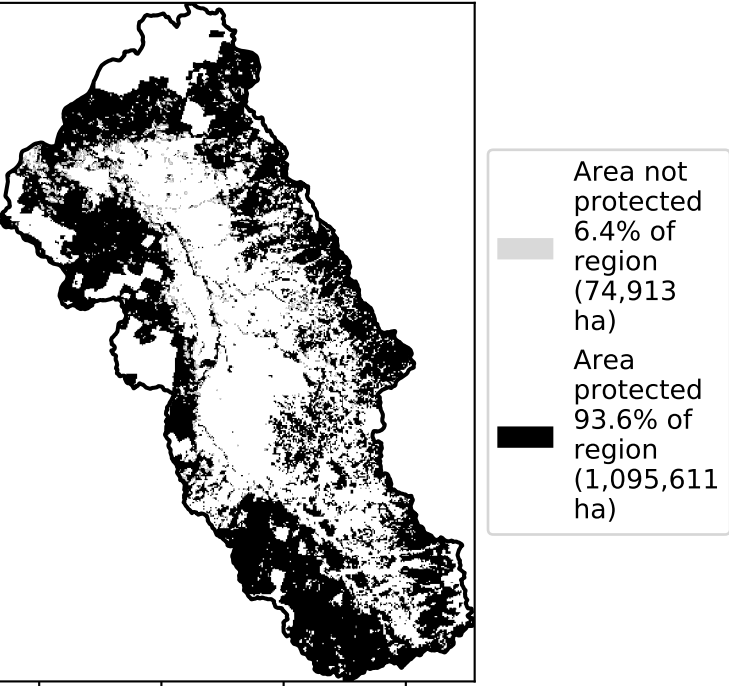 Area not
protected
6.4% of
region
(74,913
ha)
Area
protected
93.6% of
region
(1,095,611
ha)